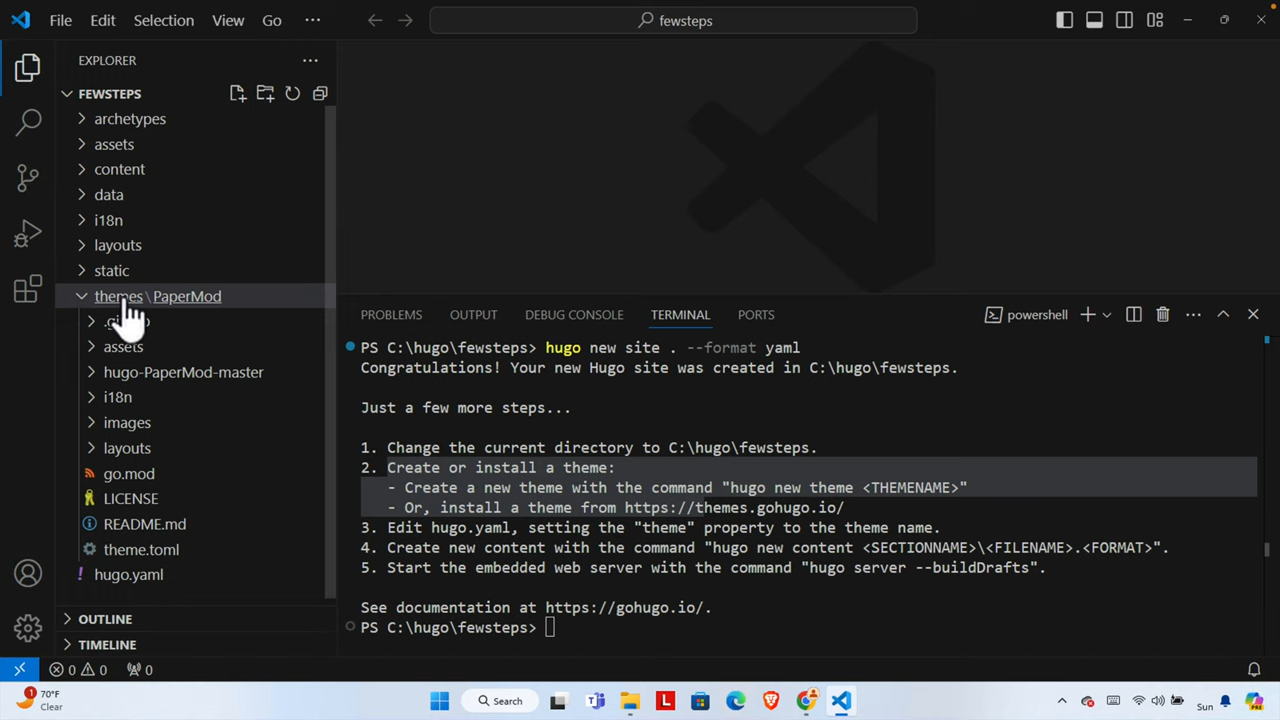 File Edit Selection View Go ...
fewsteps
EXPLORER ...
FEWSTEPS
archetypes
assets
content
data
i18n
layouts
static
themes\PaperMod
assets
hugo-PaperMod-master
i18n
images
layouts
go.mod
LICENSE
README.md
theme.toml
hugo.yaml
OUTLINE
TIMELINE
PROBLEMS OUTPUT DEBUG CONSOLE TERMINAL PORTS
powershell
PS C:\hugo\fewsteps> hugo new site . --format yaml
Congratulations! Your new Hugo site was created in C:\hugo\fewsteps.
Just a few more steps...
1. Change the current directory to C:\hugo\fewsteps.
2. Create or install a theme:
- Create a new theme with the command "hugo new theme <THEMENAME>"
- Or, install a theme from https://themes.gohugo.io/
3. Edit hugo.yaml, setting the "theme" property to the theme name.
4. Create new content with the command "hugo new content <SECTIONNAME>\<FILENAME>.<FORMAT>".
5. Start the embedded web server with the command "hugo server --buildDrafts".
See documentation at https://gohugo.io/.
PS C:\hugo\fewsteps>
0 0 0
1
70°F
Clear
Search
L
Sun
PRE